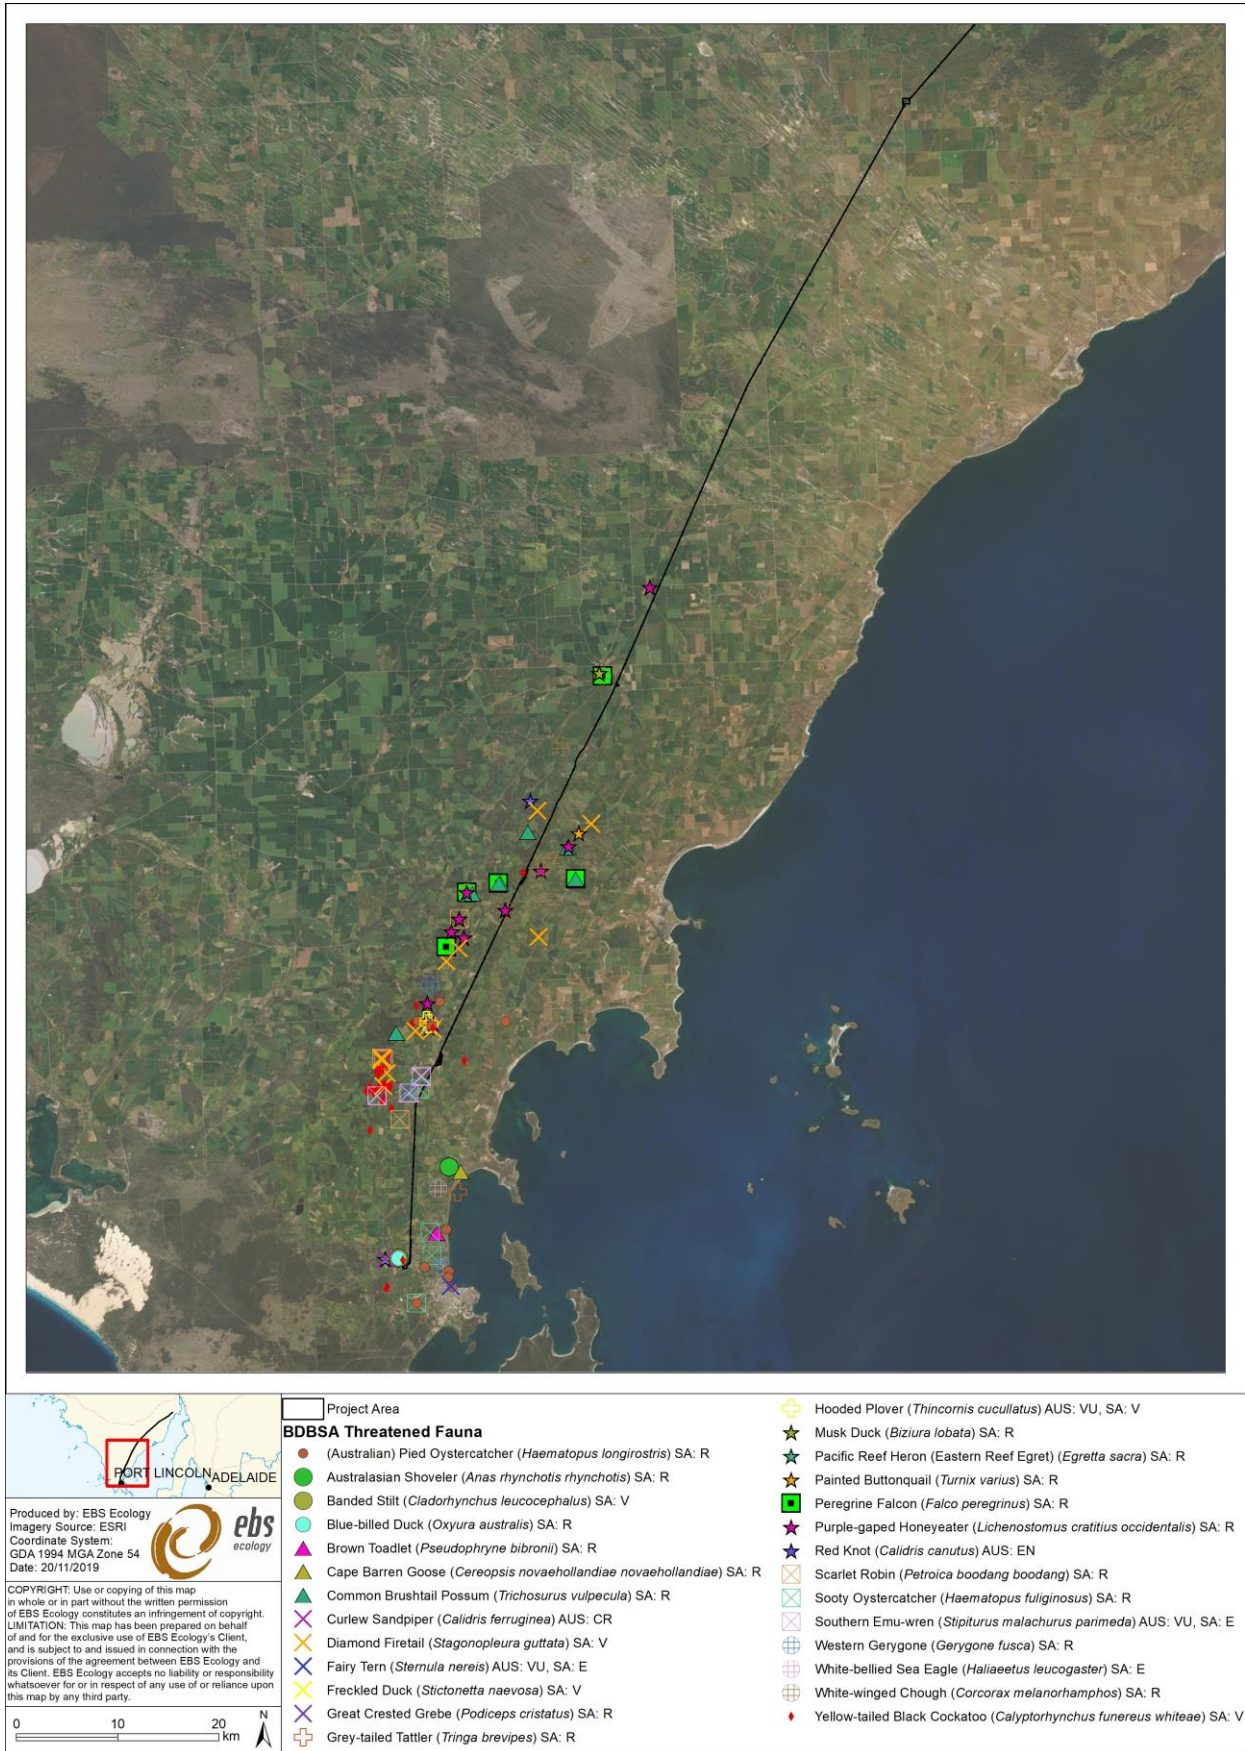 PORT LINCOLN
ADELAIDE
Produced by: EBS Ecology
Imagery Source: ESRI
Coordinate System:
GDA 1994 MGA Zone 54
Date: 20/11/2019
ebs
ecology
COPYRIGHT: Use or copying of this map
in whole or in part without the written permission
of EBS Ecology constitutes an infringement of copyright.
LIMITATION: This map has been prepared on behalf
of and for the exclusive use of EBS Ecology's Client,
and is subject to and issued in connection with the
provisions of the agreement between EBS Ecology and
its Client. EBS Ecology accepts no liability or responsibility
whatsoever for or in respect of any use of or reliance upon
this map by any third party.
0 10 20
km
Project Area
BDBSA Threatened Fauna
(Australian) Pied Oystercatcher (Haematopus longirostris) SA: R
Australasian Shoveler (Anas rhynchotis rhynchotis) SA: R
Banded Stilt (Cladorhynchus leucocephalus) SA: V
Blue-billed Duck (Oxyura australis) SA: R
Brown Toadlet (Pseudophryne bibronii) SA: R
Cape Barren Goose (Cereopsis novaehollandiae novaehollandiae) SA: R
Common Brushtail Possum (Trichosurus vulpecula) SA: R
Curlew Sandpiper (Calidris ferruginea) AUS: CR
Diamond Firetail (Stagonopleura guttata) SA: V
Fairy Tern (Sternula nereis) AUS: VU, SA: E
Freckled Duck (Stictonetta naevosa) SA: V
Great Crested Grebe (Podiceps cristatus) SA: R
Grey-tailed Tattler (Tringa brevipes) SA: R
Hooded Plover (Thincornis cucullatus) AUS: VU, SA: V
Musk Duck (Biziura lobata) SA: R
Pacific Reef Heron (Eastern Reef Egret) (Egretta sacra) SA: R
Painted Buttonquail (Turnix varius) SA: R
Peregrine Falcon (Falco peregrinus) SA: R
Purple-gaped Honeyeater (Lichenostomus cratitius occidentalis) SA: R
Red Knot (Calidris canutus) AUS: EN
Scarlet Robin (Petroica boodang boodang) SA: R
Sooty Oystercatcher (Haematopus fuliginosus) SA: R
Southern Emu-wren (Stipiturus malachurus parimeda) AUS: VU, SA: E
Western Gerygone (Gerygone fusca) SA: R
White-bellied Sea Eagle (Haliaeetus leucogaster) SA: E
White-winged Chough (Corcorax melanorhamphos) SA: R
Yellow-tailed Black Cockatoo (Calyptorhynchus funereus whiteae) SA: V